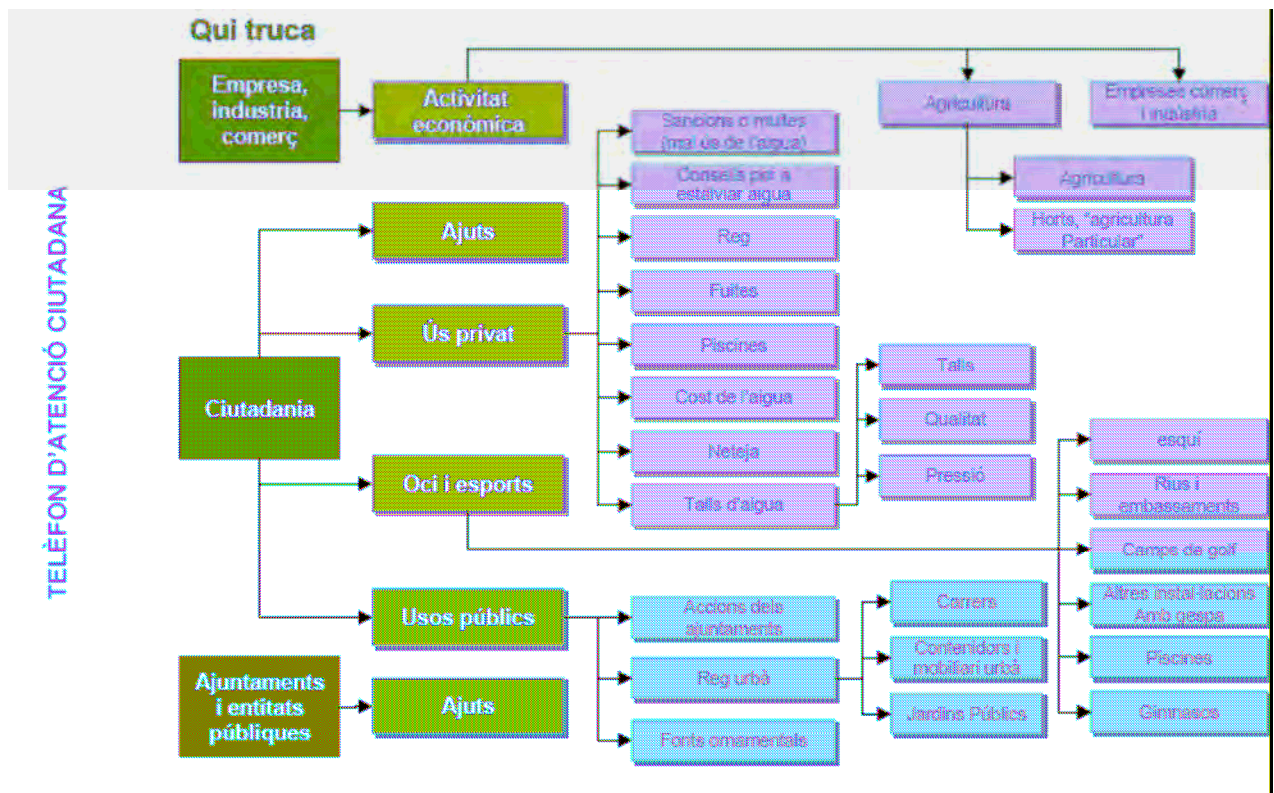 Qui truca
TELÈFON D'ATENCIÓ CIUTADANA
Empresa,
industria,
comerç
Activitat
econòmica
Agricultura
Empreses comerç
i indústria
Agricultura
Horts, "agricultura
Particular"
Ciutadania
Ajuts
Ús privat
Sancions o multes
(mal ús de l'aigua)
Consells per a
estalviar aigua
Reg
Fuites
Piscines
Cost de l'aigua
Neteja
Talls d'aigua
Talls
Qualitat
Pressió
Oci i esports
esquí
Rius i
embassaments
Camps de golf
Altres instal·lacions
Amb gespa
Piscines
Gimnasos
Usos públics
Accions dels
ajuntaments
Reg urbà
Fonts ornamentals
Carrers
Contenidors i
mobiliari urbà
Jardins Públics
Ajuntaments
i entitats
públiques
Ajuts